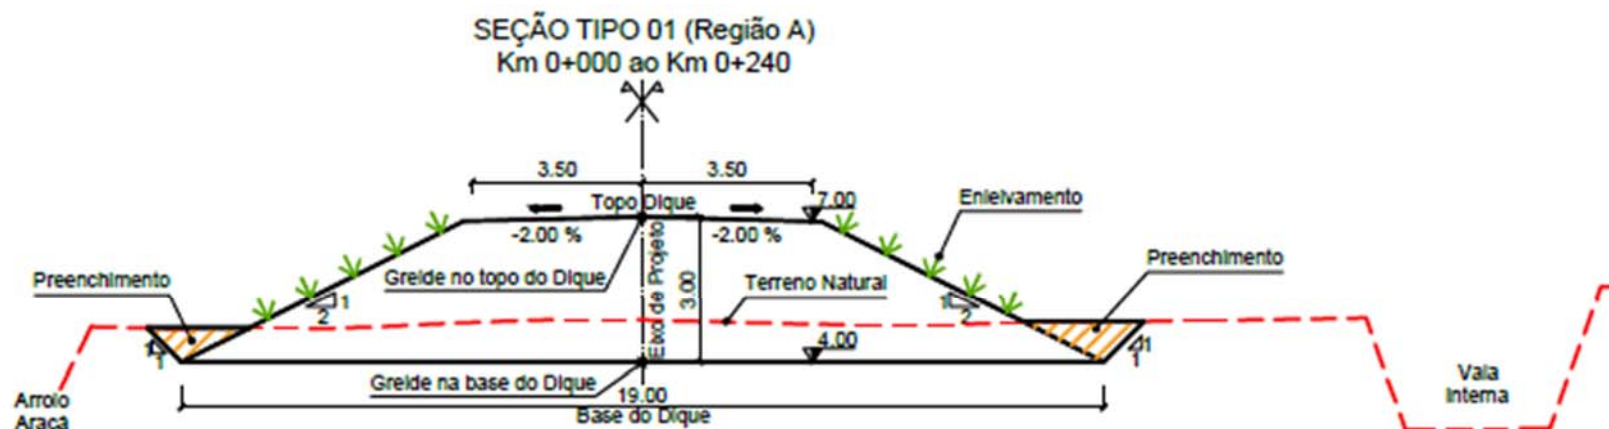 SEÇÃO TIPO 01 (Região A)
Km 0+000 ao Km 0+240
3.50
3.50
Topo Dique
7.00
Enleivamento
-2.00 %
-2.00 %
Preenchimento
Greide no topo do Dique
Eixo de Projeto
3.00
Terreno Natural
Preenchimento
1
2
1
2
1
1
4.00
1
1
Greide na base do Dique
19.00
Base do Dique
Arroio
Araçá
Vala
Interna